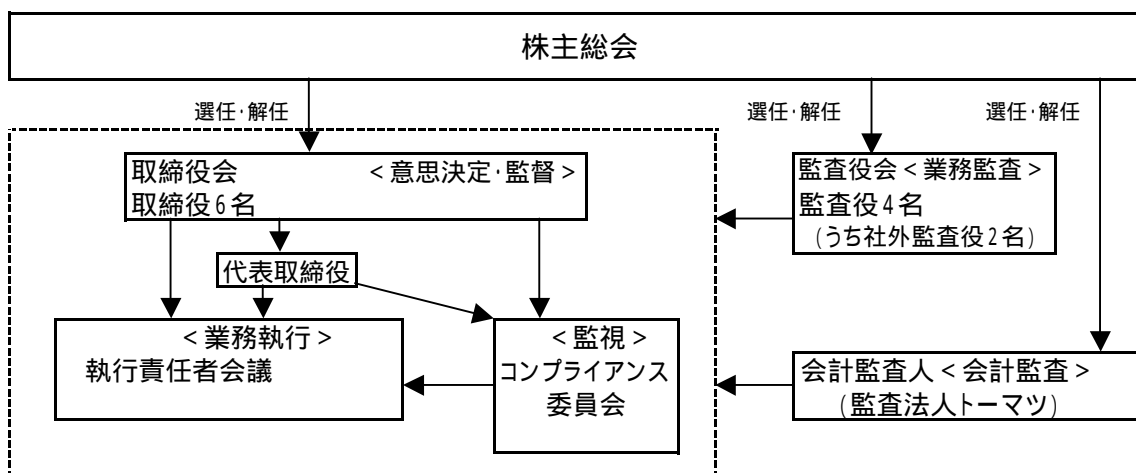 株主総会
選任・解任
選任・解任
選任・解任
取締役会 <意思決定・監督>
取締役6名
監査役会<業務監査>
監査役4名
(うち社外監査役2名)
代表取締役
<業務執行>
執行責任者会議
<監視>
コンプライアンス
委員会
会計監査人<会計監査>
(監査法人トーマツ)